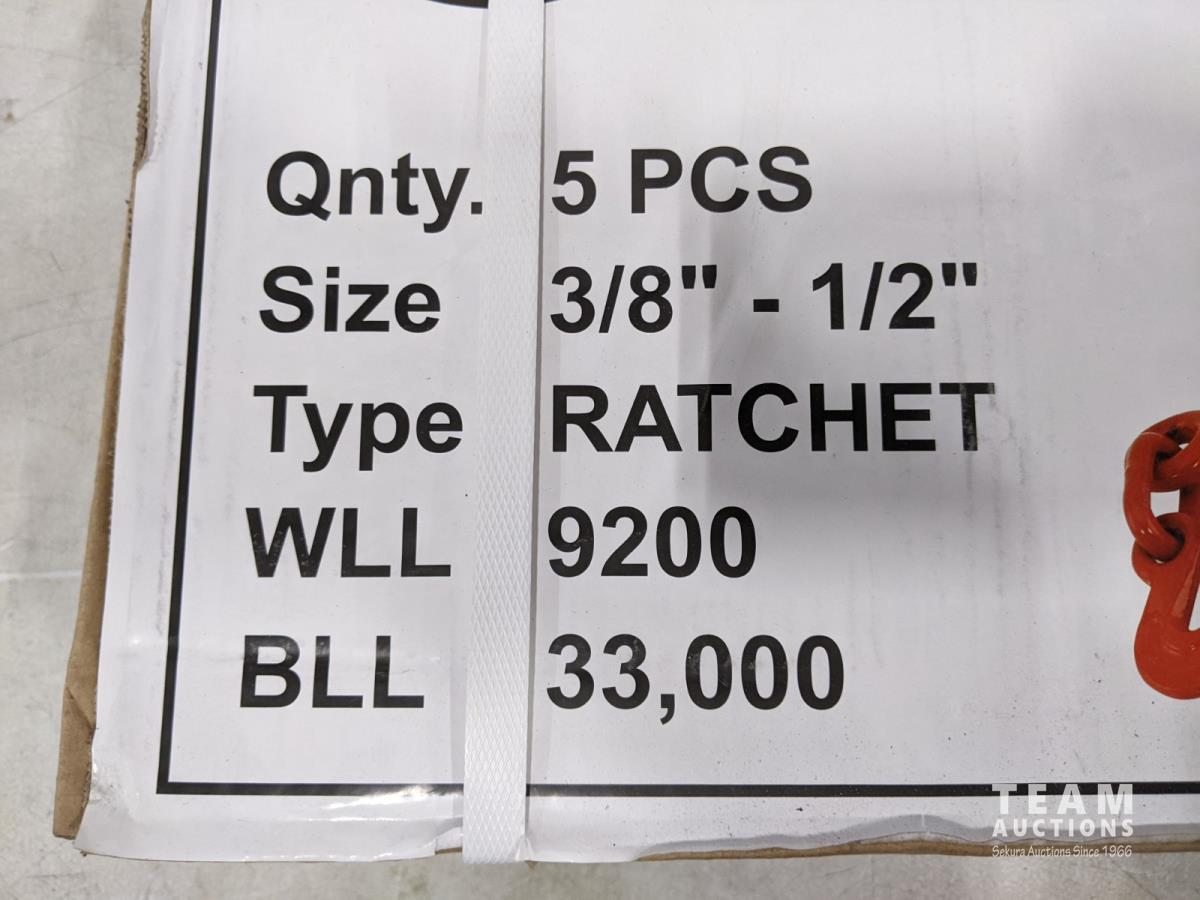 Qnty. 5 PCS
Size 3/8" - 1/2"
Type RATCHET
WLL 9200
BLL 33,000
TEAM
AUCTIONS
Sekura Auctions Since 1966